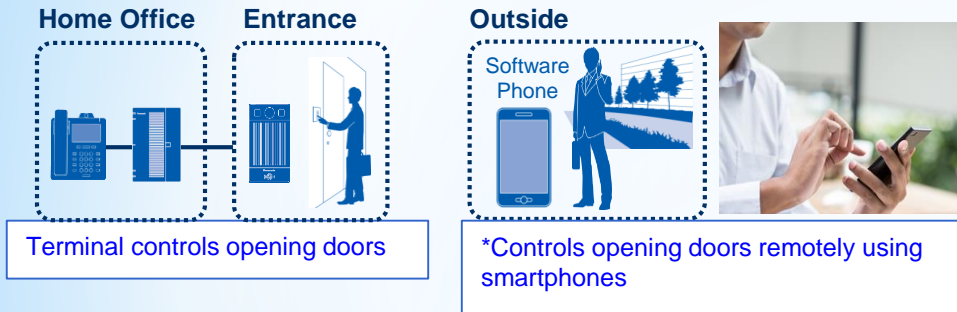 Home Office
Entrance
Outside
Software
Phone
Terminal controls opening doors
*Controls opening doors remotely using
smartphones